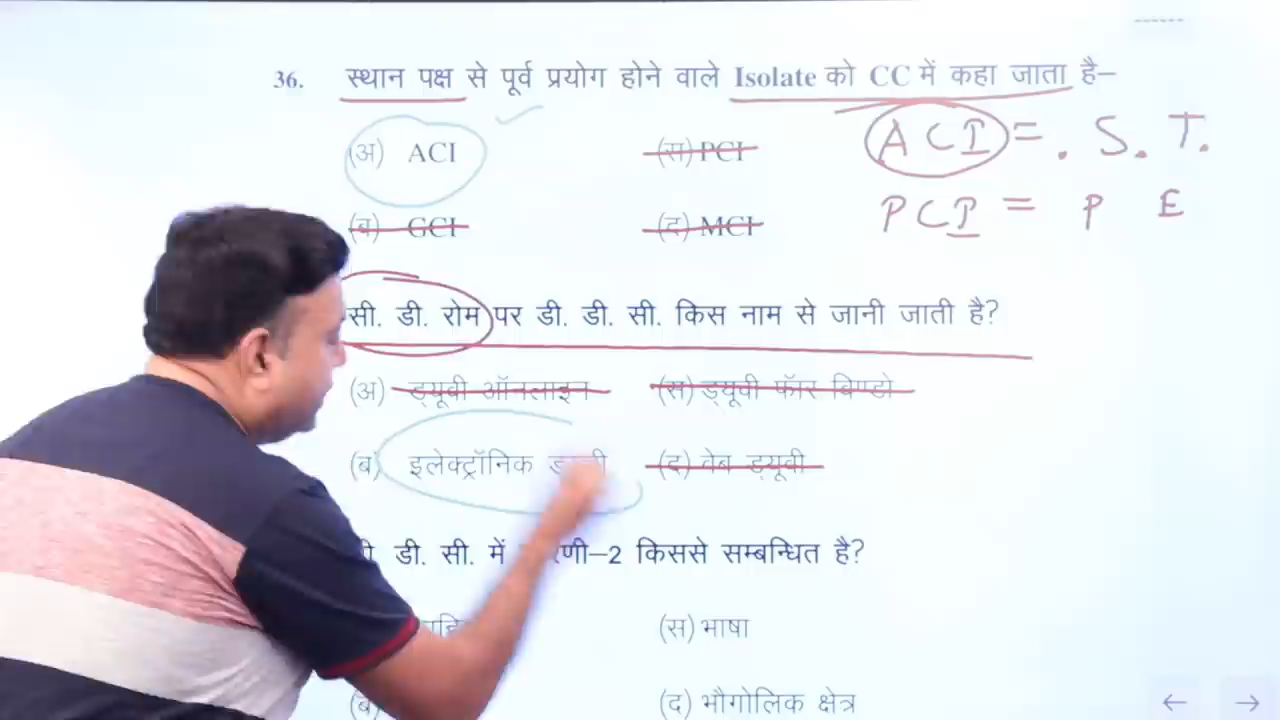 36. स्थान पक्ष से पूर्व प्रयोग होने वाले Isolate को CC में कहा जाता है–
(अ) ACI (स) PCI
ACI = . S. T.
(ब) GCI (द) MCI
PCI = P E
सी. डी. रोम पर डी. डी. सी. किस नाम से जानी जाती है?
(अ) ड्यूवी ऑनलाइन (स) ड्यूवी फॉर विण्डो
(ब) इलेक्ट्रॉनिक (द) वेब ड्यूवी
डी. सी. में किससे सम्बन्धित है?
(स) भाषा
(ब) (द) भौगोलिक क्षेत्र